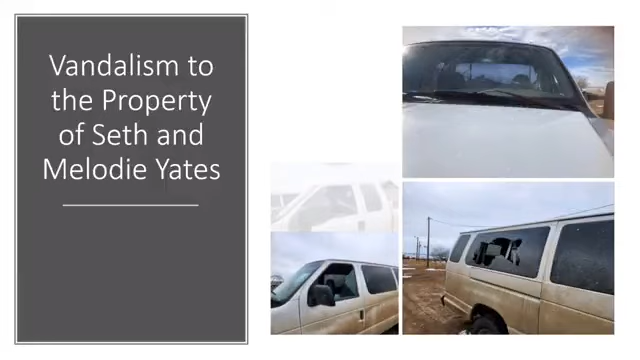 Vandalism to
the Property
of Seth and
Melodie Yates